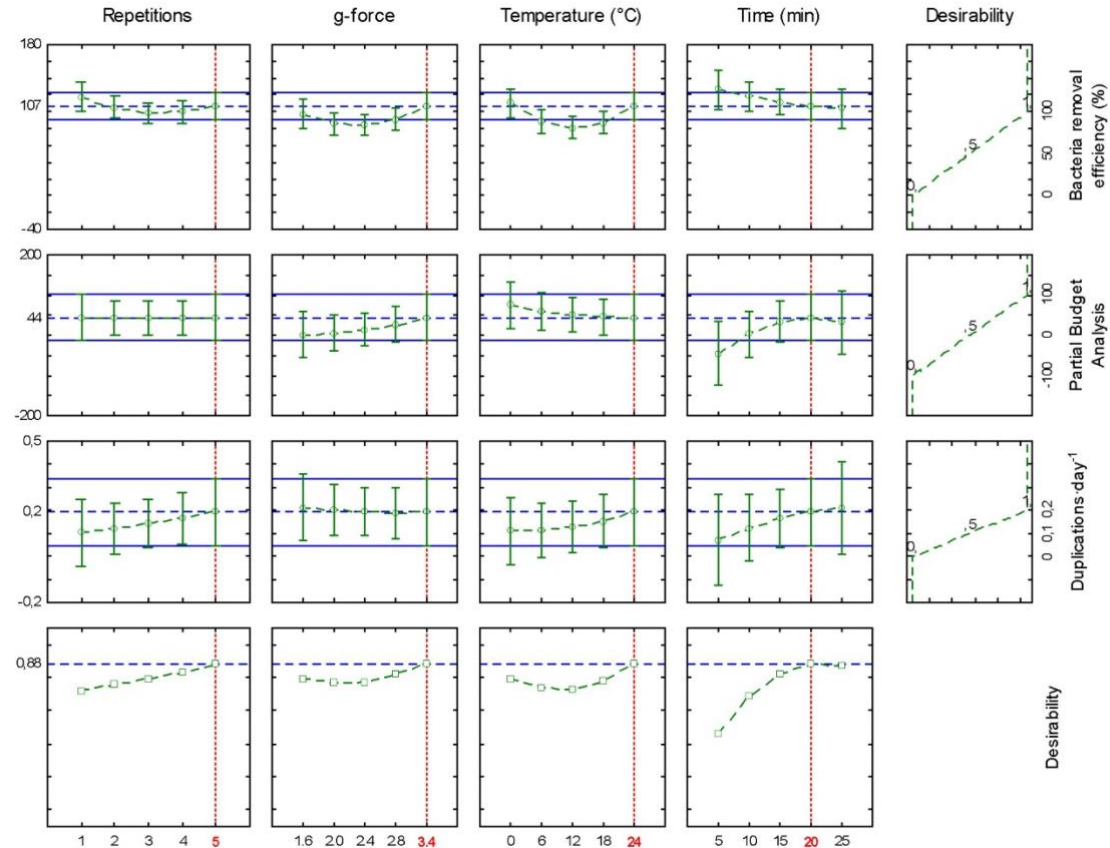 Repetitions
g-force
Temperature (°C)
Time (min)
Desirability
180
107
-40
0,
,5
1,
0
50
100
Bacteria removal
efficiency (%)
200
44
-200
0,
,5
1,
-100
0
100
Partial Budget
Analysis
0,5
0,2
-0,2
0,
,5
1,
0
0,1
0,2
Duplications·day⁻¹
0,88
Desirability
1 2 3 4 5
1.6 2.0 2.4 2.8 3.4
0 6 12 18 24
5 10 15 20 25